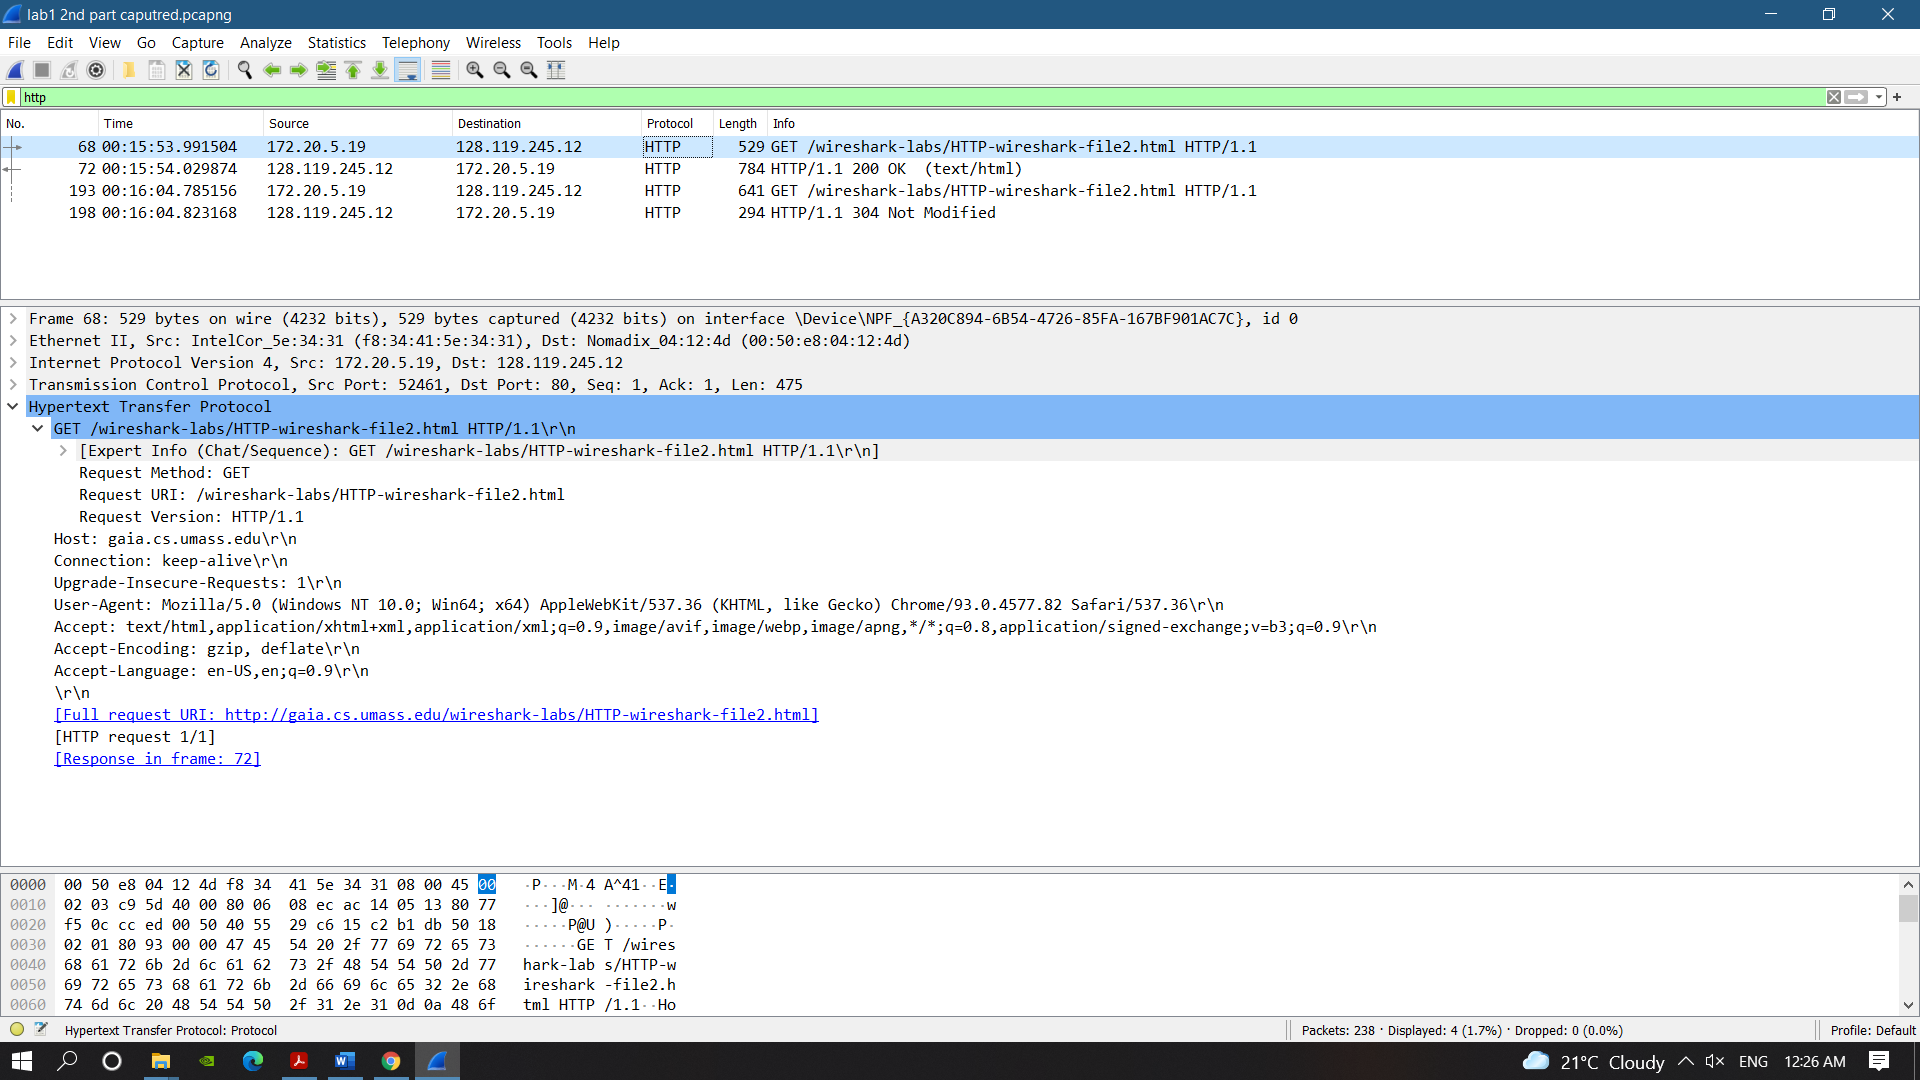 lab1 2nd part caputred.pcapng
File Edit View Go Capture Analyze Statistics Telephony Wireless Tools Help
http
No. Time Source Destination Protocol Length Info
68 00:15:53.991504 172.20.5.19 128.119.245.12 HTTP 529 GET /wireshark-labs/HTTP-wireshark-file2.html HTTP/1.1
72 00:15:54.029874 128.119.245.12 172.20.5.19 HTTP 784 HTTP/1.1 200 OK (text/html)
193 00:16:04.785156 172.20.5.19 128.119.245.12 HTTP 641 GET /wireshark-labs/HTTP-wireshark-file2.html HTTP/1.1
198 00:16:04.823168 128.119.245.12 172.20.5.19 HTTP 294 HTTP/1.1 304 Not Modified
Frame 68: 529 bytes on wire (4232 bits), 529 bytes captured (4232 bits) on interface \Device\NPF_{A320C894-6B54-4726-85FA-167BF901AC7C}, id 0
Ethernet II, Src: IntelCor_5e:34:31 (f8:34:41:5e:34:31), Dst: Nomadix_04:12:4d (00:50:e8:04:12:4d)
Internet Protocol Version 4, Src: 172.20.5.19, Dst: 128.119.245.12
Transmission Control Protocol, Src Port: 52461, Dst Port: 80, Seq: 1, Ack: 1, Len: 475
Hypertext Transfer Protocol
GET /wireshark-labs/HTTP-wireshark-file2.html HTTP/1.1\r\n
[Expert Info (Chat/Sequence): GET /wireshark-labs/HTTP-wireshark-file2.html HTTP/1.1\r\n]
Request Method: GET
Request URI: /wireshark-labs/HTTP-wireshark-file2.html
Request Version: HTTP/1.1
Host: gaia.cs.umass.edu\r\n
Connection: keep-alive\r\n
Upgrade-Insecure-Requests: 1\r\n
User-Agent: Mozilla/5.0 (Windows NT 10.0; Win64; x64) AppleWebKit/537.36 (KHTML, like Gecko) Chrome/93.0.4577.82 Safari/537.36\r\n
Accept: text/html,application/xhtml+xml,application/xml;q=0.9,image/avif,image/webp,image/apng,*/*;q=0.8,application/signed-exchange;v=b3;q=0.9\r\n
Accept-Encoding: gzip, deflate\r\n
Accept-Language: en-US,en;q=0.9\r\n
\r\n
[Full request URI: http://gaia.cs.umass.edu/wireshark-labs/HTTP-wireshark-file2.html]
[HTTP request 1/1]
[Response in frame: 72]
0000 00 50 e8 04 12 4d f8 34 41 5e 34 31 08 00 45 00 ·P···M·4 A^41··E·
0010 02 03 c9 5d 40 00 80 06 08 ec ac 14 05 13 80 77 ···]@··· ·······w
0020 f5 0c cc ed 00 50 40 55 29 c6 15 c2 b1 db 50 18 ·····P@U )·····P·
0030 02 01 80 93 00 00 47 45 54 20 2f 77 69 72 65 73 ······GE T /wires
0040 68 61 72 6b 2d 6c 61 62 73 2f 48 54 54 50 2d 77 hark-lab s/HTTP-w
0050 69 72 65 73 68 61 72 6b 2d 66 69 6c 65 32 2e 68 ireshark -file2.h
0060 74 6d 6c 20 48 54 54 50 2f 31 2e 31 0d 0a 48 6f tml HTTP /1.1··Ho
Hypertext Transfer Protocol: Protocol Packets: 238 · Displayed: 4 (1.7%) · Dropped: 0 (0.0%) Profile: Default
21°C Cloudy ENG 12:26 AM